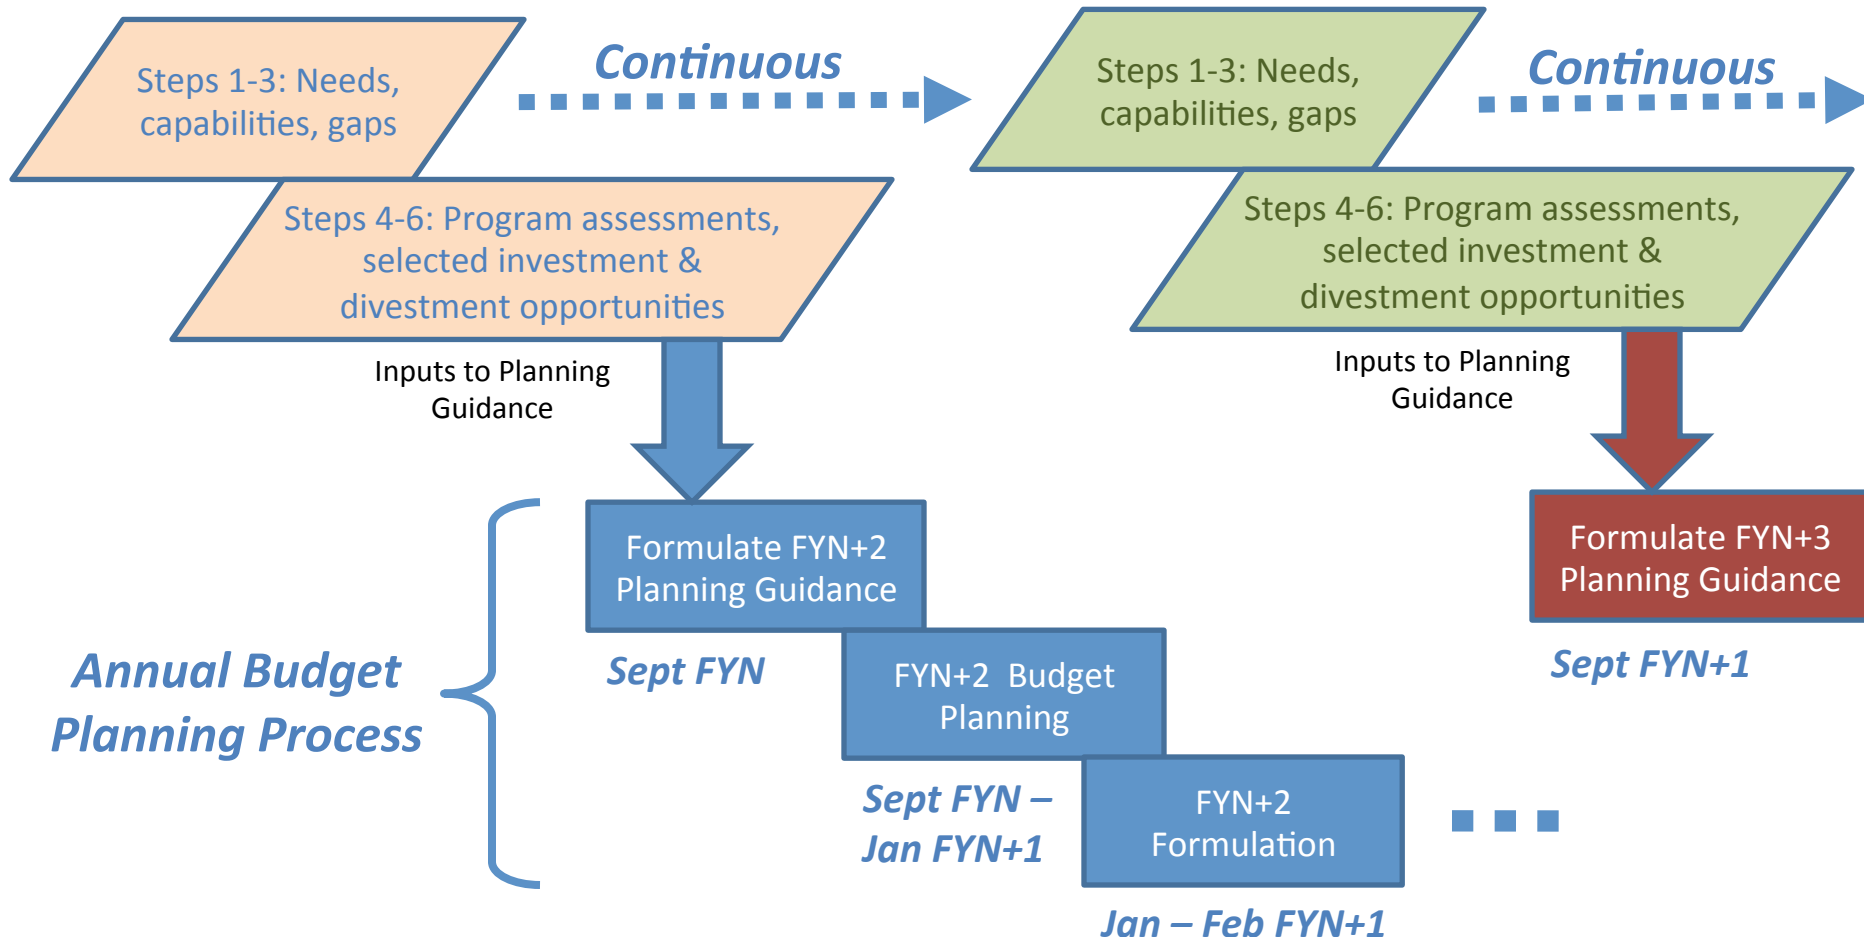 Steps 1-3: Needs,
capabilities, gaps
Continuous
Steps 1-3: Needs,
capabilities, gaps
Continuous
Steps 4-6: Program assessments,
selected investment &
divestment opportunities
Steps 4-6: Program assessments,
selected investment &
divestment opportunities
Inputs to Planning
Guidance
Inputs to Planning
Guidance
Formulate FYN+2
Planning Guidance
Formulate FYN+3
Planning Guidance
Annual Budget
Planning Process
Sept FYN
FYN+2 Budget
Planning
Sept FYN+1
Sept FYN –
Jan FYN+1
FYN+2
Formulation
Jan – Feb FYN+1